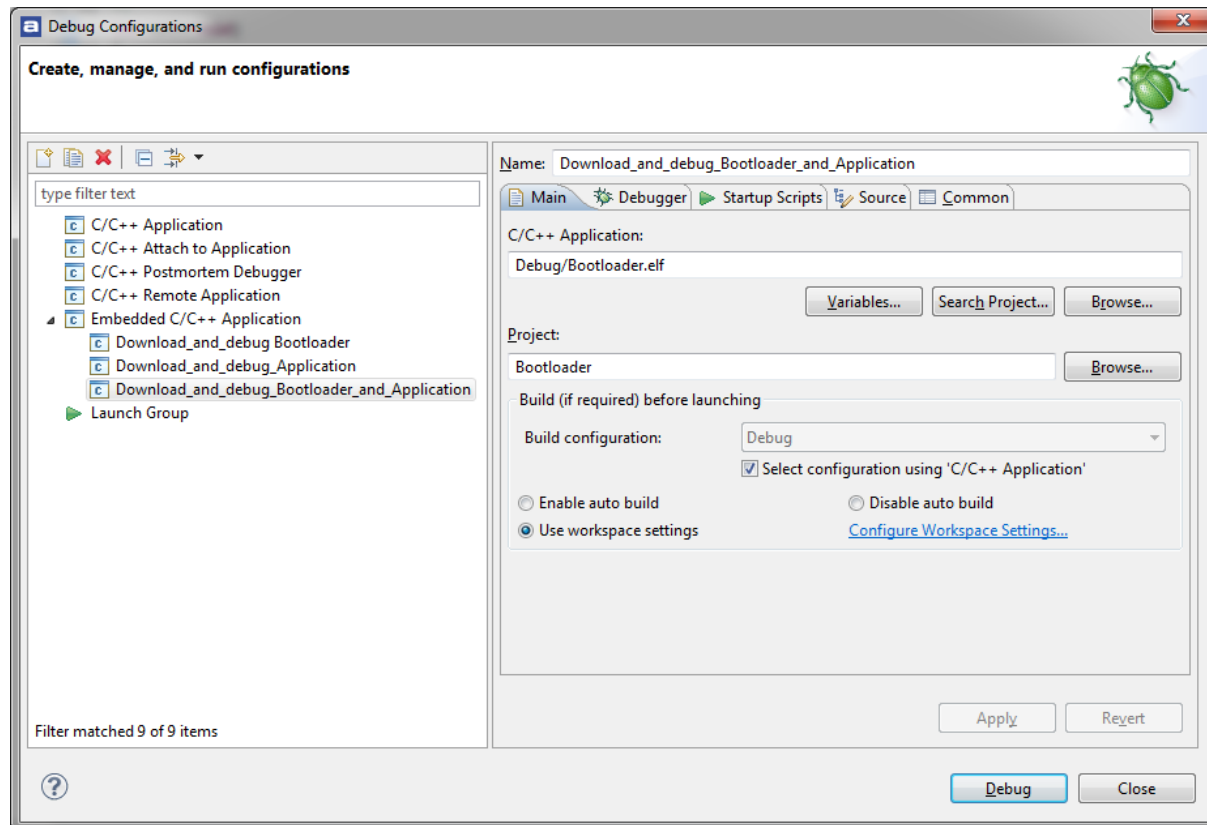 Debug Configurations
Create, manage, and run configurations
type filter text
C/C++ Application
C/C++ Attach to Application
C/C++ Postmortem Debugger
C/C++ Remote Application
Embedded C/C++ Application
Download_and_debug Bootloader
Download_and_debug_Application
Download_and_debug_Bootloader_and_Application
Launch Group
Filter matched 9 of 9 items
Name: Download_and_debug_Bootloader_and_Application
Main Debugger Startup Scripts Source Common
C/C++ Application:
Debug/Bootloader.elf
Variables... Search Project... Browse...
Project:
Bootloader Browse...
Build (if required) before launching
Build configuration: Debug
Select configuration using 'C/C++ Application'
Enable auto build Disable auto build
Use workspace settings Configure Workspace Settings...
Apply Revert
Debug Close